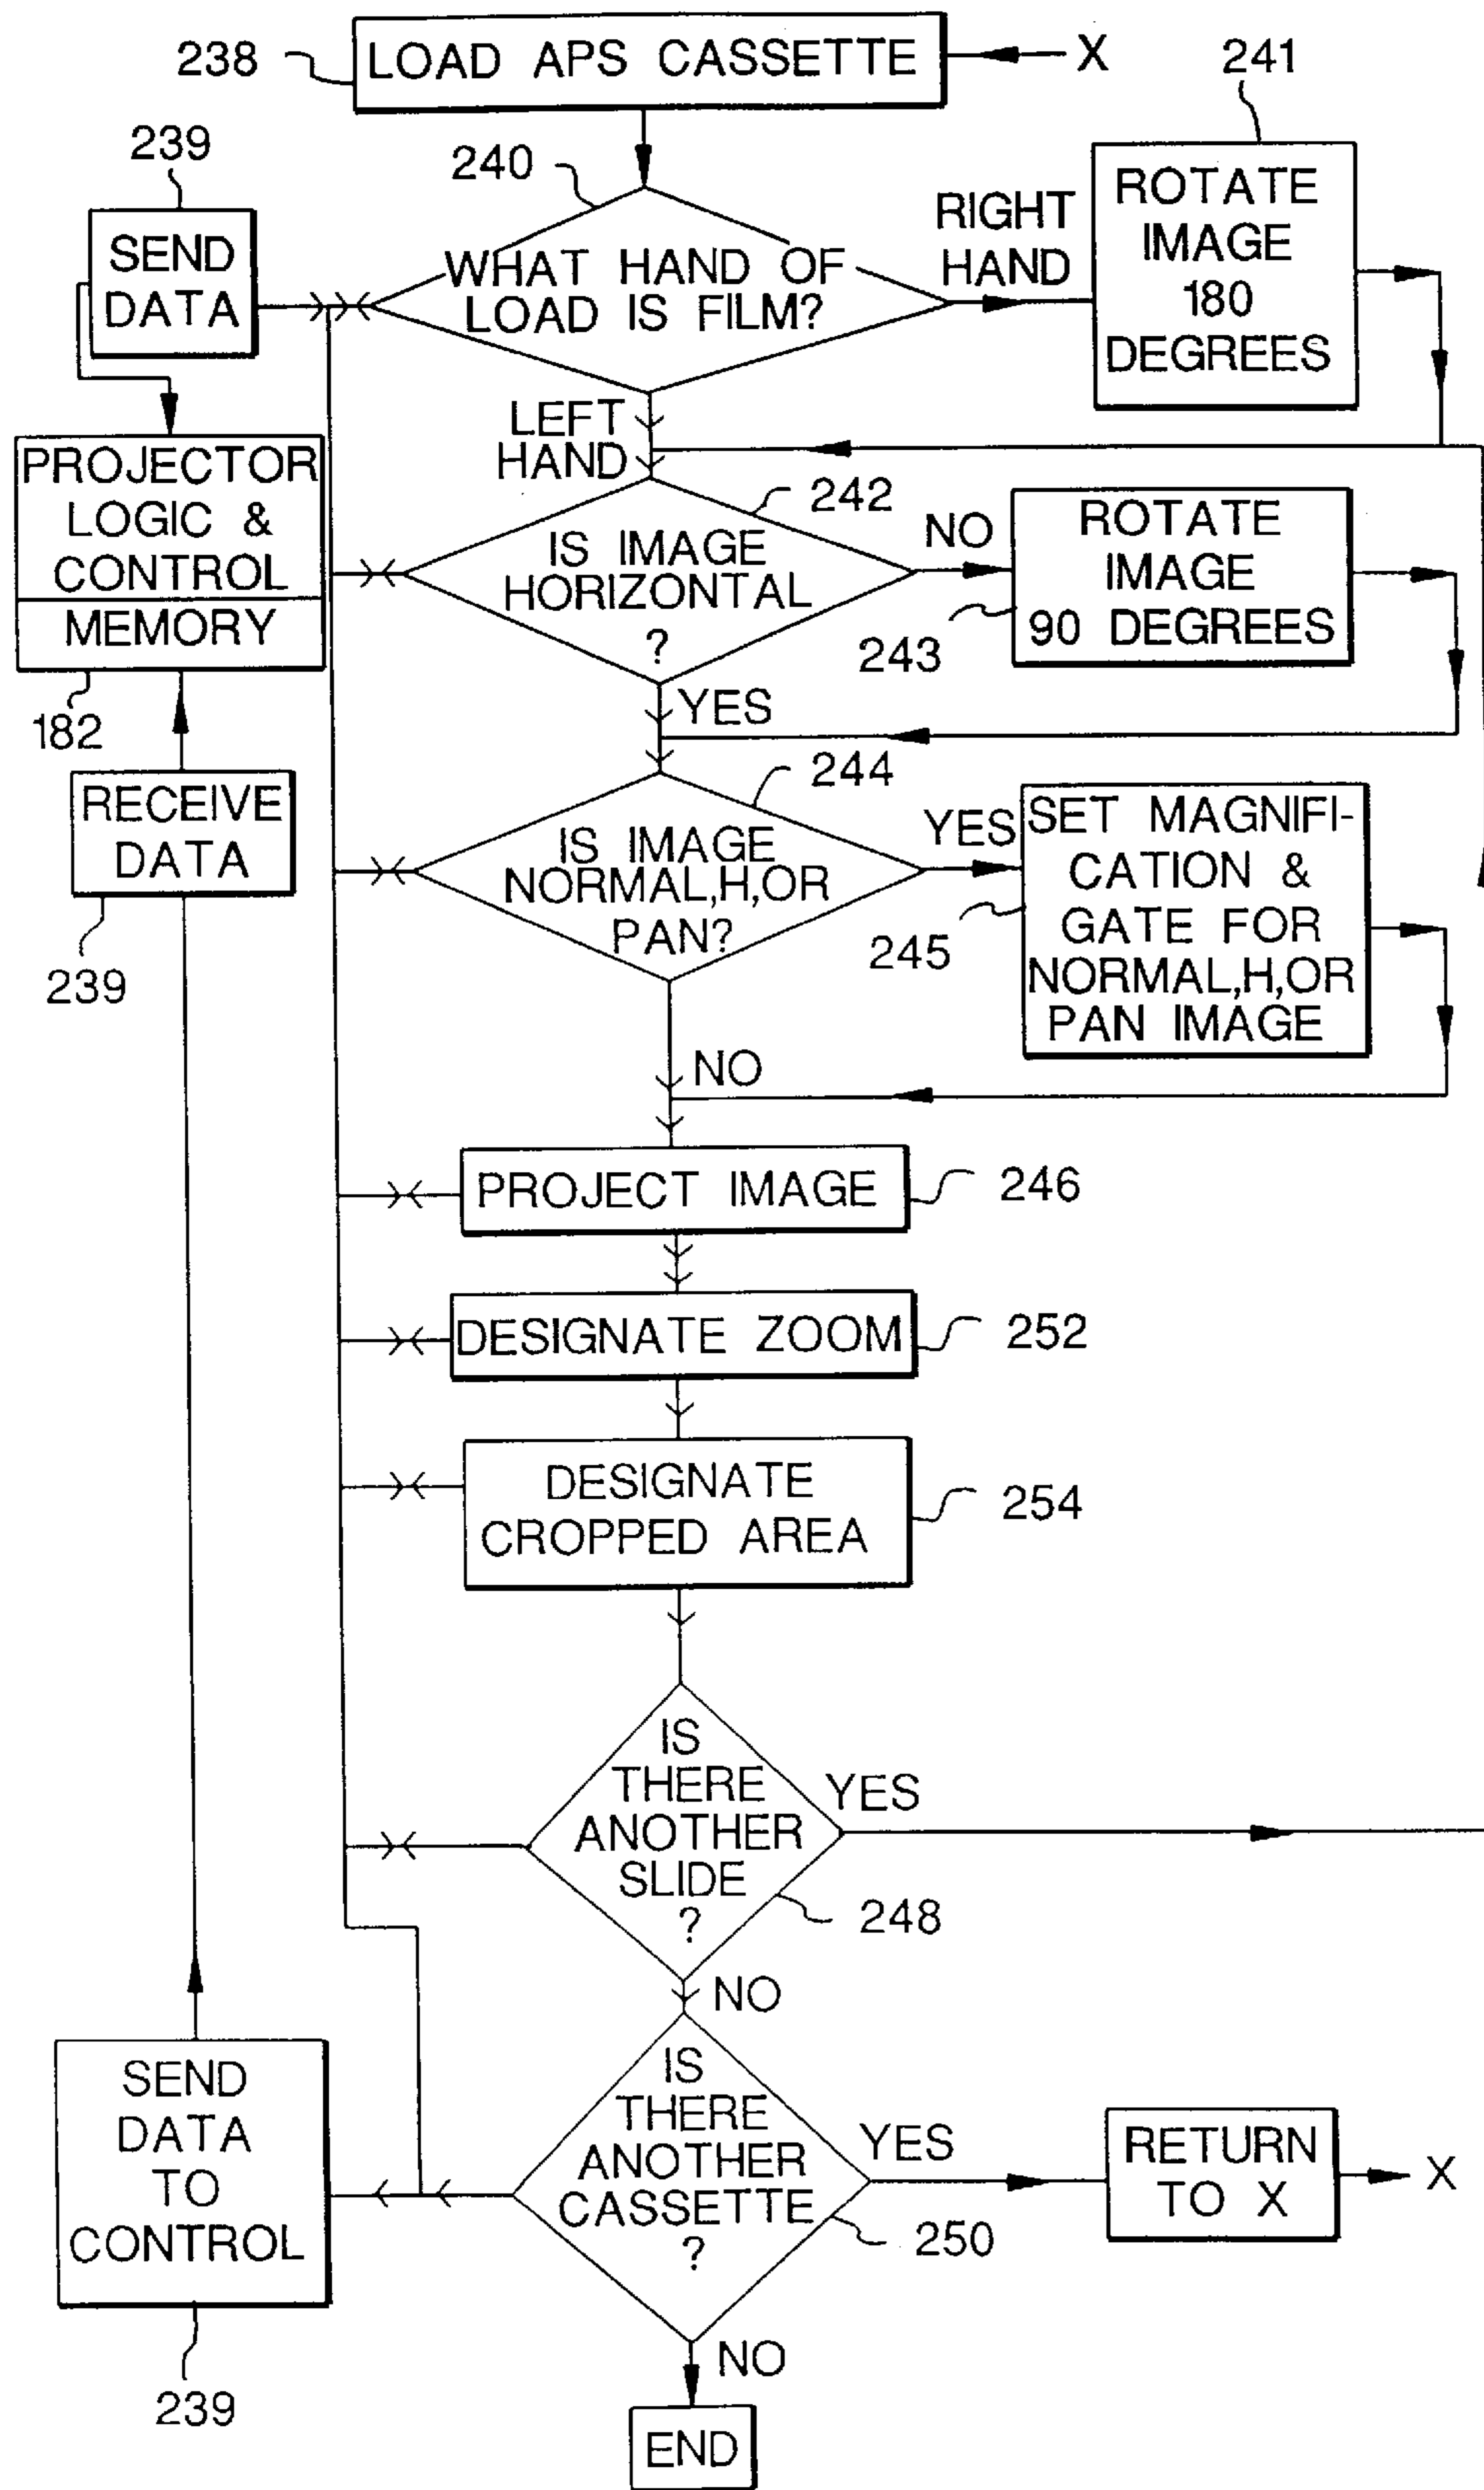 238
LOAD APS CASSETTE
X
241
239
240
SEND
DATA
WHAT HAND OF
LOAD IS FILM?
RIGHT
HAND
ROTATE
IMAGE
180
DEGREES
LEFT
HAND
PROJECTOR
LOGIC &
CONTROL
MEMORY
182
242
IS IMAGE
HORIZONTAL
?
NO
ROTATE
IMAGE
90 DEGREES
243
YES
RECEIVE
DATA
239
244
IS IMAGE
NORMAL,H,OR
PAN?
YES
SET MAGNIFI-
CATION &
GATE FOR
NORMAL,H,OR
PAN IMAGE
245
NO
PROJECT IMAGE
246
DESIGNATE ZOOM
252
DESIGNATE
CROPPED AREA
254
IS
THERE
ANOTHER
SLIDE
?
YES
248
NO
SEND
DATA
TO
CONTROL
239
IS
THERE
ANOTHER
CASSETTE
?
YES
250
RETURN
TO X
X
NO
END